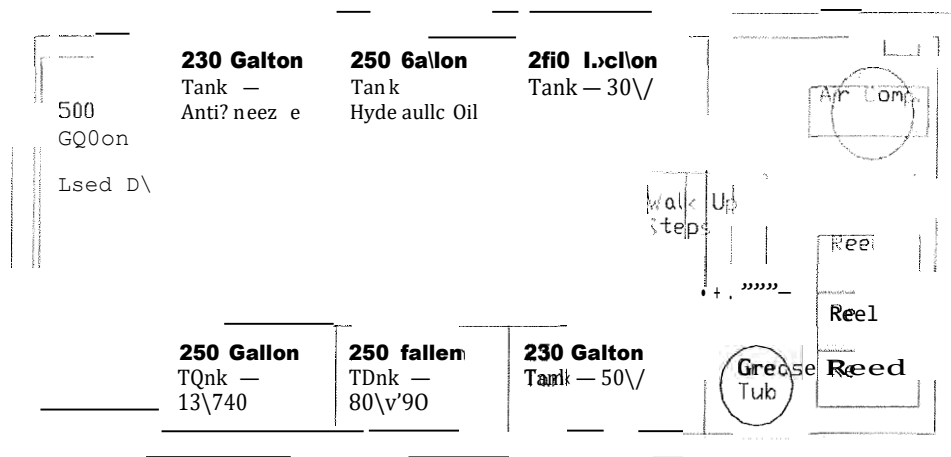 230 Galton
Tank —
Anti? neez e
250 6a\lon
Tank
Hyde aullc Oil
2fi0 l.›cl\on
Tank — 30\/
500
GQ0on
Lsed D\
Air Comp.
Walk Up
Steps
Reel
• + . ””””—
Reel
250 Gallon
TQnk —
13\740
250 fallen
TDnk —
80\v'90
230 Galton
Tank — 50\/
Grease
Tub
Reed